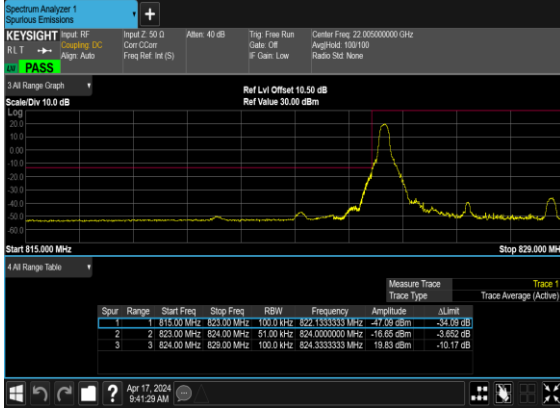 Spectrum Analyzer 1
Spurious Emissions
+
KEYSIGHT Input: RF Input Z: 50 Ω Atten: 40 dB Trig: Free Run Center Freq: 22.005000000 GHz
RLT Coupling: DC Corr CCorr Gate: Off Avg|Hold: 100/100
Align: Auto Freq Ref: Int (S) IF Gain: Low Radio Std: None
PASS
3.All Range Graph Ref Lvl Offset 10.50 dB
Scale/Div 10.0 dB Ref Value 30.00 dBm
Log
20.0
10.0
0.00
-10.0
-20.0
-30.0
-40.0
-50.0
-60.0
Start 815.000 MHz Stop 829.000 MH
4.All Range Table
Measure Trace Trace 1
Trace Type Trace Average (Active)
Spur Range Start Freq Stop Freq RBW Frequency Amplitude ΔLimit
1 1 815.00 MHz 823.00 MHz 100.0 kHz 822.1333333 MHz -47.09 dBm -34.09 dB
2 2 823.00 MHz 824.00 MHz 51.00 kHz 824.0000000 MHz -16.65 dBm -3.652 dB
3 3 824.00 MHz 829.00 MHz 100.0 kHz 824.3333333 MHz 19.83 dBm -10.17 dB
? Apr 17, 2024
9:41:29 AM